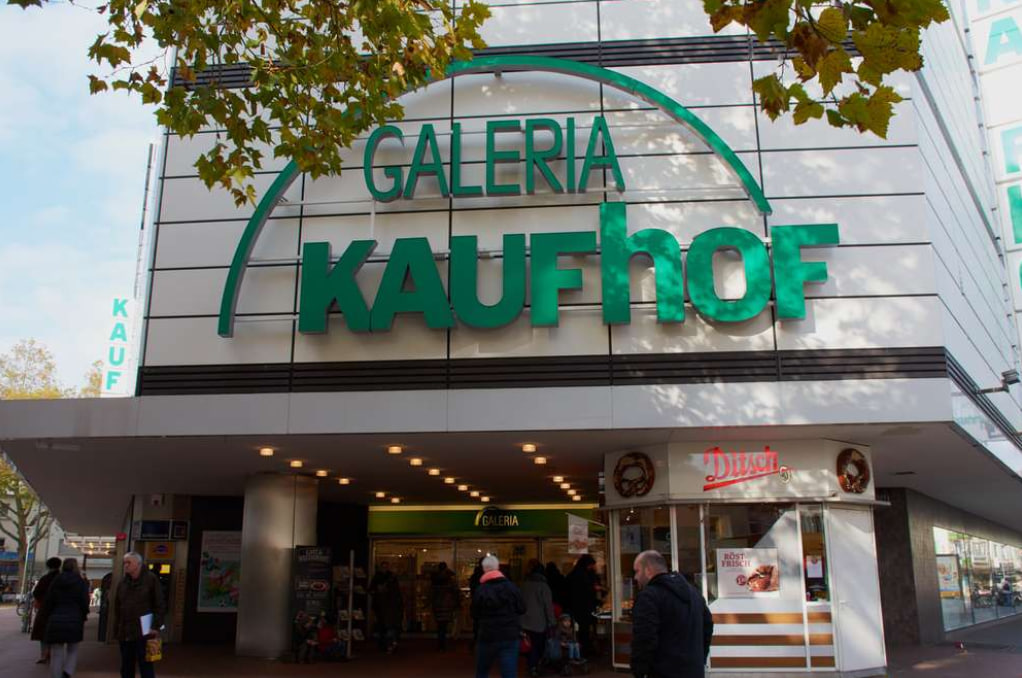 GALERIA
KAUFhOF
KAUF
GALERIA
Ditsch
RÖST
FRISCH